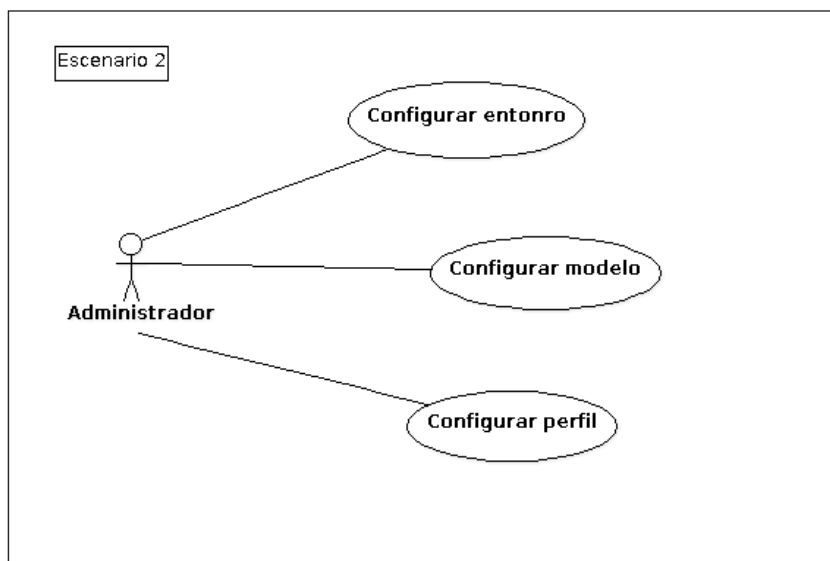 Escenario 2
Configurar entonro
Configurar modelo
Administrador
Configurar perfil